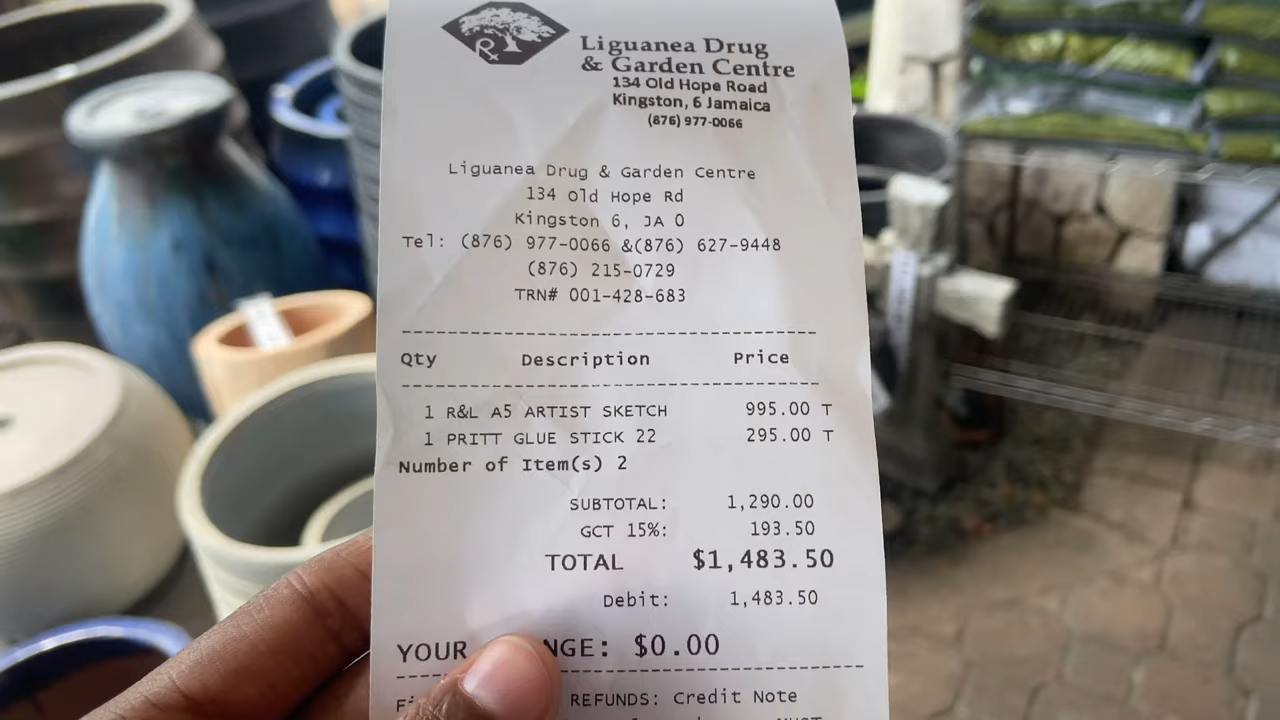 Rx
Liguanea Drug
& Garden Centre
134 Old Hope Road
Kingston, 6 Jamaica
(876) 977-0066
Liguanea Drug & Garden Centre
134 Old Hope Rd
Kingston 6, JA 0
Tel: (876) 977-0066 &(876) 627-9448
(876) 215-0729
TRN# 001-428-683
--------------------------------------
Qty Description Price
--------------------------------------
1 R&L A5 ARTIST SKETCH 995.00 T
1 PRITT GLUE STICK 22 295.00 T
Number of Item(s) 2
SUBTOTAL: 1,290.00
GCT 15%: 193.50
TOTAL $1,483.50
Debit: 1,483.50
YOUR NGE: $0.00
--------------------------------------
REFUNDS: Credit Note